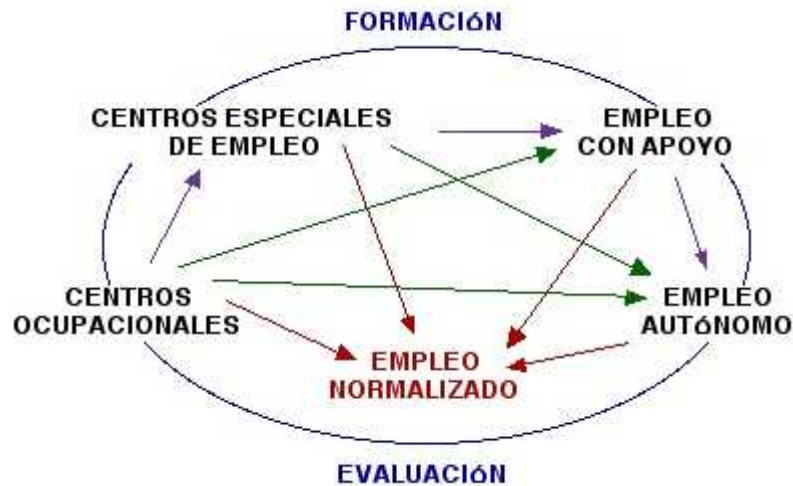 FORMACIóN
CENTROS ESPECIALES
DE EMPLEO
EMPLEO
CON APOYO
CENTROS
OCUPACIONALES
EMPLEO
AUTóNOMO
EMPLEO
NORMALIZADO
EVALUACIóN